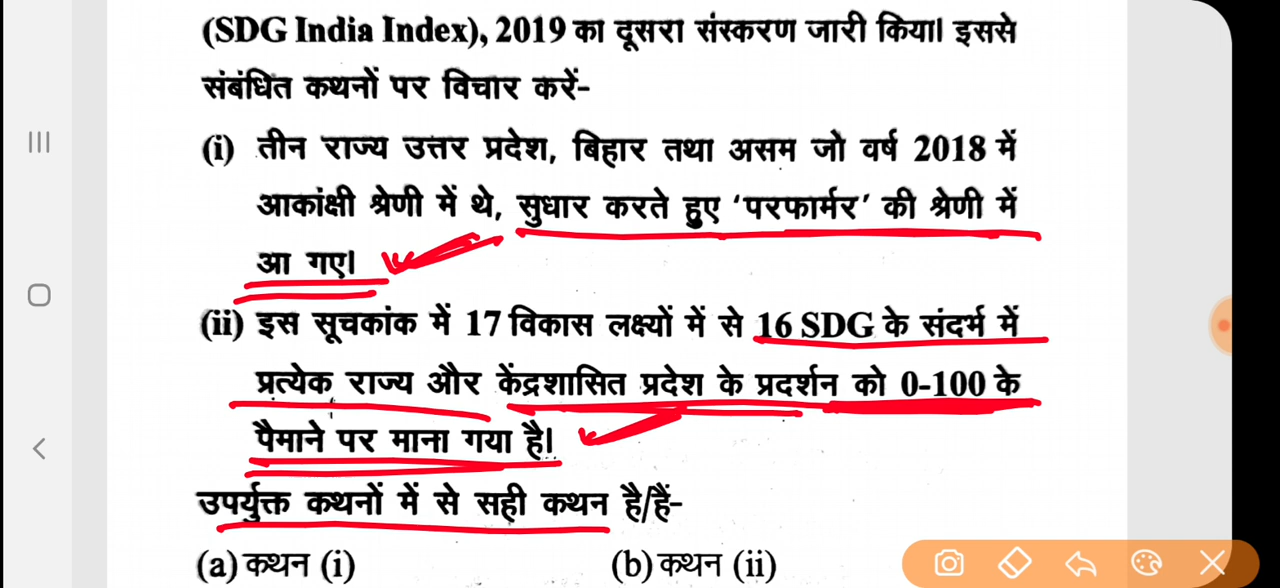 (SDG India Index), 2019 का दूसरा संस्करण जारी किया। इससे
संबंधित कथनों पर विचार करें-
(i) तीन राज्य उत्तर प्रदेश, बिहार तथा असम जो वर्ष 2018 में
आकांक्षी श्रेणी में थे, सुधार करते हुए ‘परफार्मर’ की श्रेणी में
आ गए।
(ii) इस सूचकांक में 17 विकास लक्ष्यों में से 16 SDG के संदर्भ में
प्रत्येक राज्य और केंद्रशासित प्रदेश के प्रदर्शन को 0-100 के
पैमाने पर माना गया है।
उपर्युक्त कथनों में से सही कथन है/हैं-
(a) कथन (i) (b) कथन (ii)